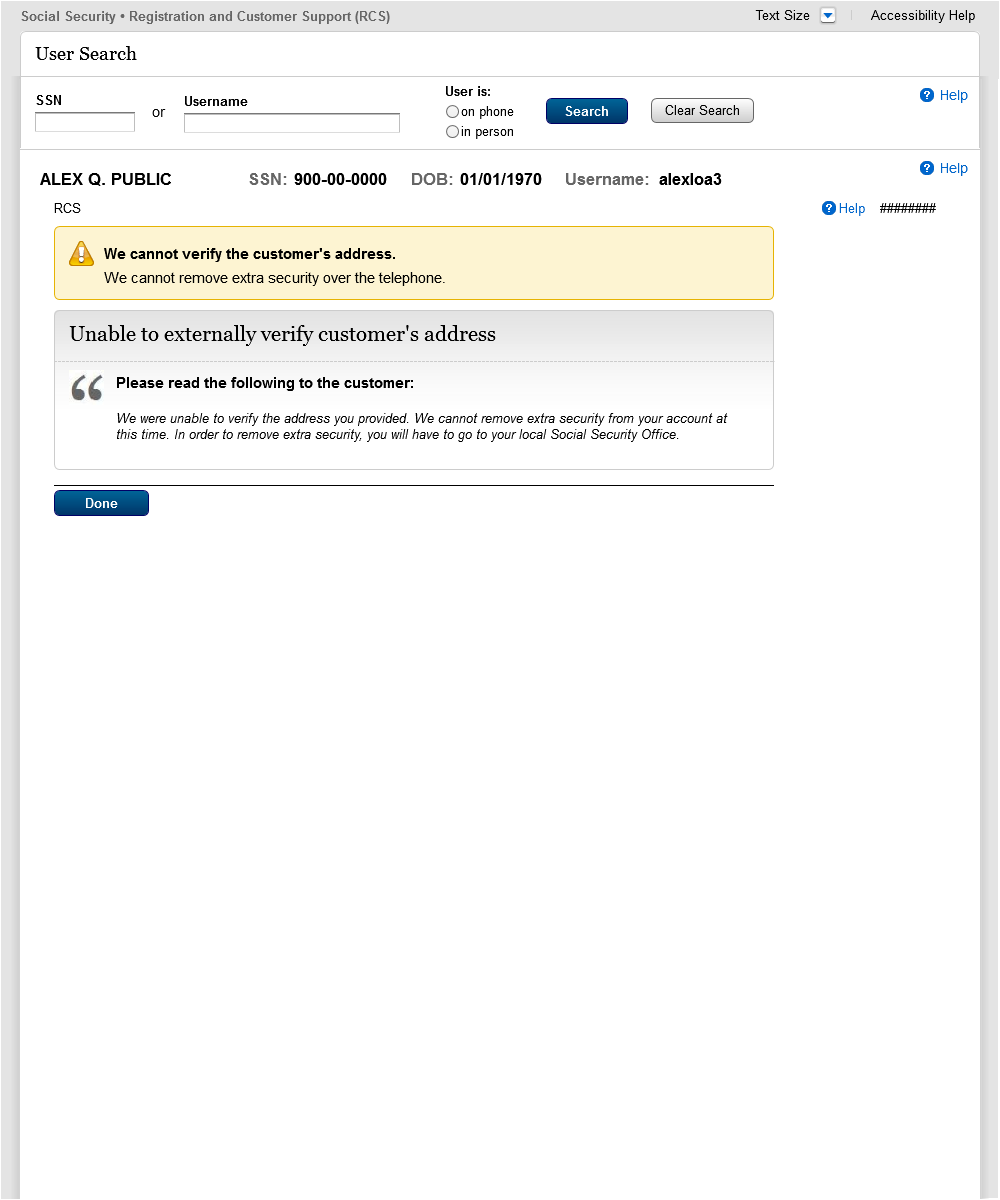 Social Security • Registration and Customer Support (RCS)
Text Size
Accessibility Help
User Search
SSN
or
Username
User is:
on phone
in person
Search
Clear Search
Help
ALEX Q. PUBLIC SSN: 900-00-0000 DOB: 01/01/1970 Username: alexloa3
Help
RCS
Help ########
We cannot verify the customer's address.
We cannot remove extra security over the telephone.
Unable to externally verify customer's address
Please read the following to the customer:
We were unable to verify the address you provided. We cannot remove extra security from your account at
this time. In order to remove extra security, you will have to go to your local Social Security Office.
Done